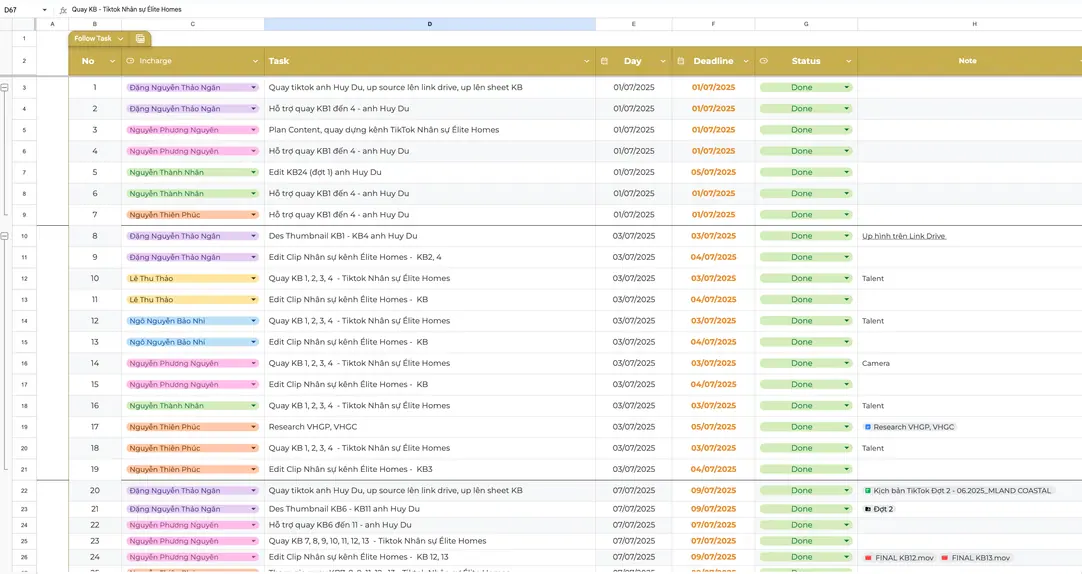 D67 fx Quay KB - Tiktok Nhân sự Élite Homes
A B C D E F G H
1 Follow Task
2 No Incharge Task Day Deadline Status Note
3 1 Đặng Nguyễn Thảo Ngân Quay tiktok anh Huy Du, up source lên link drive, up lên sheet KB 01/07/2025 01/07/2025 Done
4 2 Đặng Nguyễn Thảo Ngân Hỗ trợ quay KB1 đến 4 - anh Huy Du 01/07/2025 01/07/2025 Done
5 3 Nguyễn Phương Nguyên Plan Content, quay dựng kênh TikTok Nhân sự Élite Homes 01/07/2025 01/07/2025 Done
6 4 Nguyễn Phương Nguyên Hỗ trợ quay KB1 đến 4 - anh Huy Du 01/07/2025 01/07/2025 Done
7 5 Nguyễn Thành Nhân Edit KB24 (đợt 1) anh Huy Du 01/07/2025 05/07/2025 Done
8 6 Nguyễn Thành Nhân Hỗ trợ quay KB1 đến 4 - anh Huy Du 01/07/2025 01/07/2025 Done
9 7 Nguyễn Thiên Phúc Hỗ trợ quay KB1 đến 4 - anh Huy Du 01/07/2025 01/07/2025 Done
10 8 Đặng Nguyễn Thảo Ngân Des Thumbnail KB1 - KB4 anh Huy Du 03/07/2025 03/07/2025 Done Up hình trên Link Drive
11 9 Đặng Nguyễn Thảo Ngân Edit Clip Nhân sự kênh Élite Homes - KB2, 4 03/07/2025 04/07/2025 Done
12 10 Lê Thu Thảo Quay KB 1, 2, 3, 4 - Tiktok Nhân sự Élite Homes 03/07/2025 03/07/2025 Done Talent
13 11 Lê Thu Thảo Edit Clip Nhân sự kênh Élite Homes - KB 03/07/2025 04/07/2025 Done
14 12 Ngô Nguyễn Bảo Nhi Quay KB 1, 2, 3, 4 - Tiktok Nhân sự Élite Homes 03/07/2025 03/07/2025 Done Talent
15 13 Ngô Nguyễn Bảo Nhi Edit Clip Nhân sự kênh Élite Homes - KB 03/07/2025 04/07/2025 Done
16 14 Nguyễn Phương Nguyên Quay KB 1, 2, 3, 4 - Tiktok Nhân sự Élite Homes 03/07/2025 03/07/2025 Done Camera
17 15 Nguyễn Phương Nguyên Edit Clip Nhân sự kênh Élite Homes - KB 03/07/2025 04/07/2025 Done
18 16 Nguyễn Thành Nhân Quay KB 1, 2, 3, 4 - Tiktok Nhân sự Élite Homes 03/07/2025 03/07/2025 Done Talent
19 17 Nguyễn Thiên Phúc Research VHGP, VHGC 03/07/2025 05/07/2025 Done Research VHGP, VHGC
20 18 Nguyễn Thiên Phúc Quay KB 1, 2, 3, 4 - Tiktok Nhân sự Élite Homes 03/07/2025 03/07/2025 Done Talent
21 19 Nguyễn Thiên Phúc Edit Clip Nhân sự kênh Élite Homes - KB3 03/07/2025 04/07/2025 Done
22 20 Đặng Nguyễn Thảo Ngân Quay tiktok anh Huy Du, up source lên link drive, up lên sheet KB 07/07/2025 09/07/2025 Done Kịch bản TikTok Đợt 2 - 06.2025_MLAND COASTAL
23 21 Đặng Nguyễn Thảo Ngân Des Thumbnail KB6 - KB11 anh Huy Du 07/07/2025 09/07/2025 Done Đợt 2
24 22 Nguyễn Phương Nguyên Hỗ trợ quay KB6 đến 11 - anh Huy Du 07/07/2025 07/07/2025 Done
25 23 Nguyễn Phương Nguyên Quay KB 7, 8, 9, 10, 11, 12, 13 - Tiktok Nhân sự Élite Homes 07/07/2025 07/07/2025 Done
26 24 Nguyễn Phương Nguyên Edit Clip Nhân sự kênh Élite Homes - KB 12, 13 07/07/2025 09/07/2025 Done FINAL KB12.mov FINAL KB13.mov